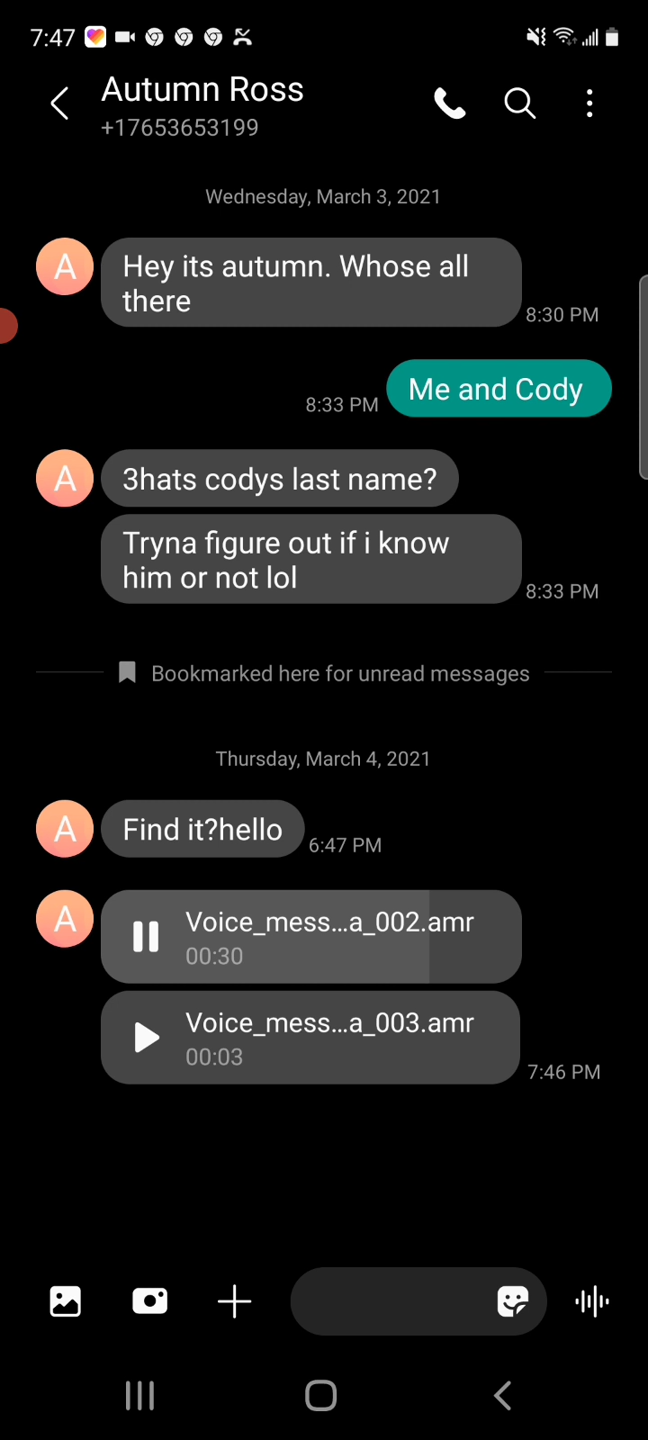 7:47
Autumn Ross
+17653653199
Wednesday, March 3, 2021
A
Hey its autumn. Whose all
there
8:30 PM
Me and Cody
8:33 PM
A
3hats codys last name?
Tryna figure out if i know
him or not lol
8:33 PM
Bookmarked here for unread messages
Thursday, March 4, 2021
A
Find it?hello
6:47 PM
A
Voice_mess...a_002.amr
00:30
Voice_mess...a_003.amr
00:03
7:46 PM